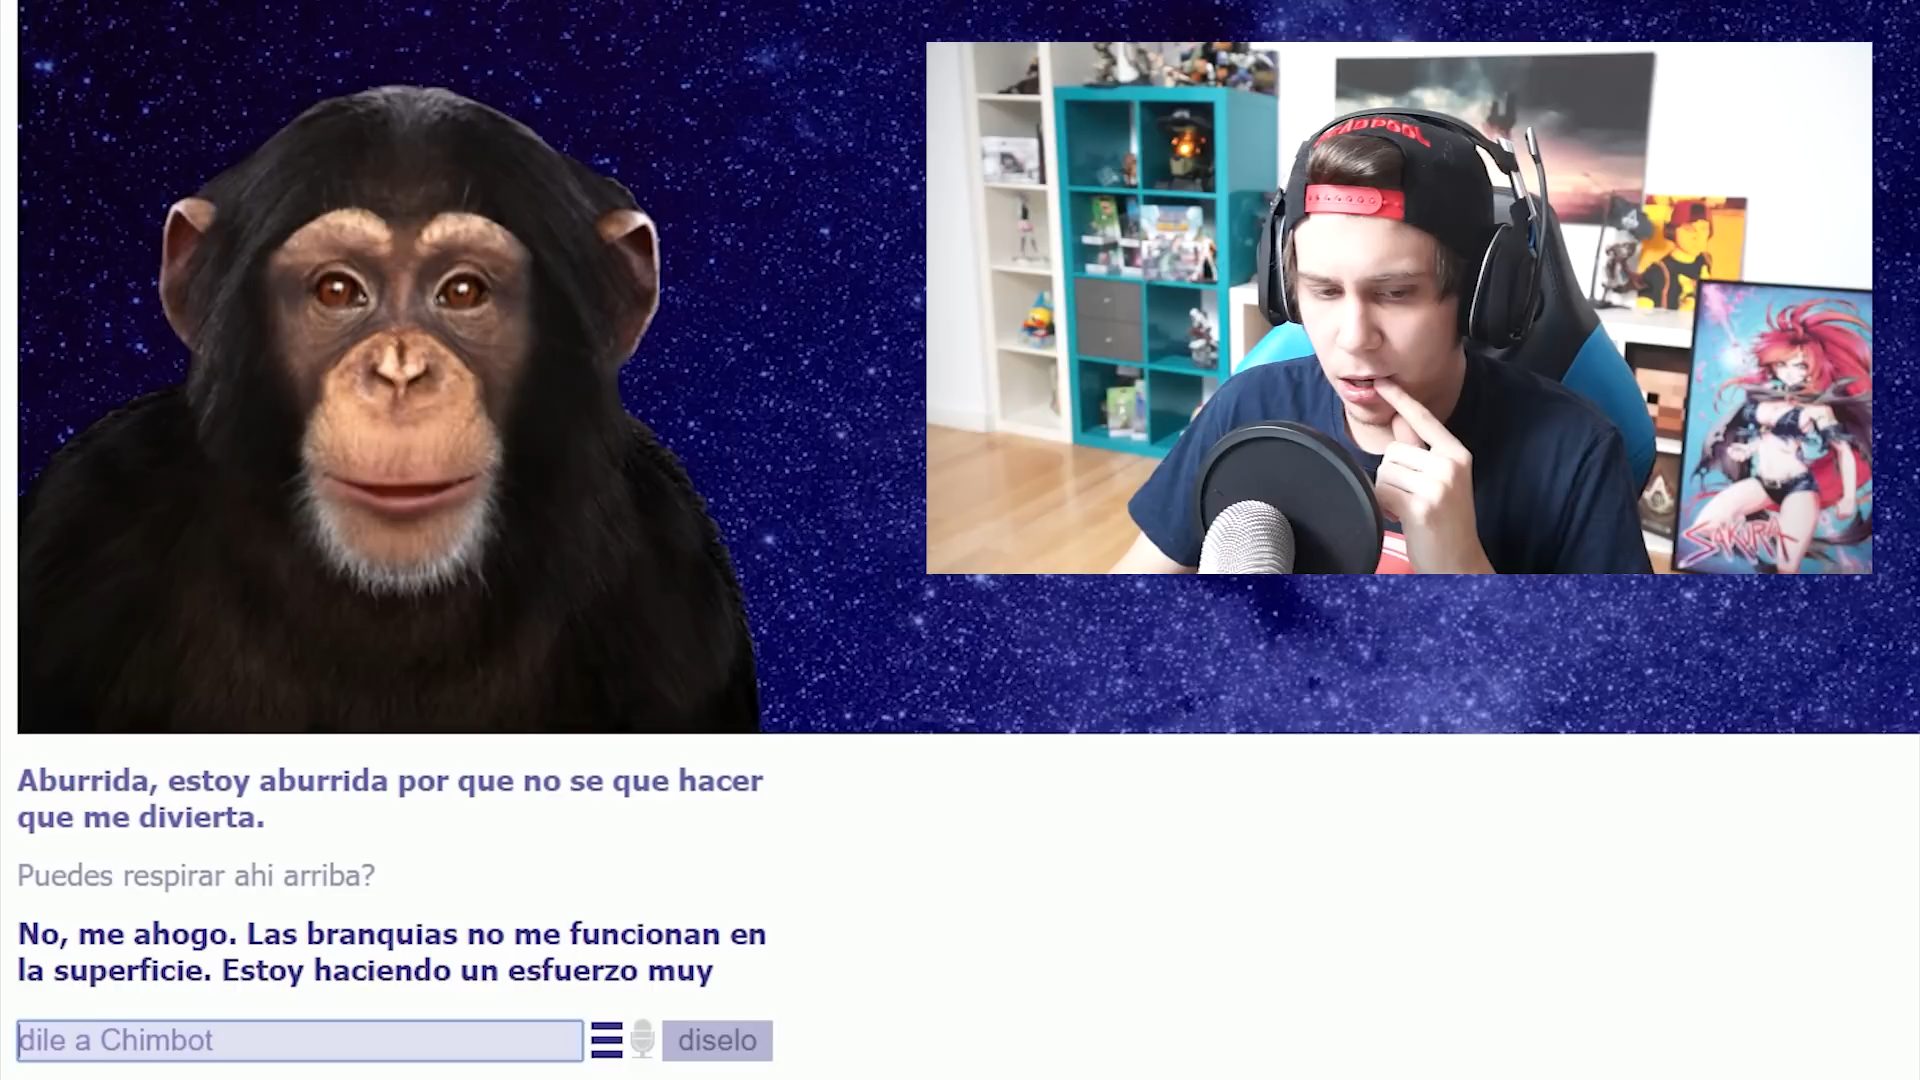 DEADPOOL
SAKURA
Aburrida, estoy aburrida por que no se que hacer
que me divierta.
Puedes respirar ahi arriba?
No, me ahogo. Las branquias no me funcionan en
la superficie. Estoy haciendo un esfuerzo muy
dile a Chimbot
diselo